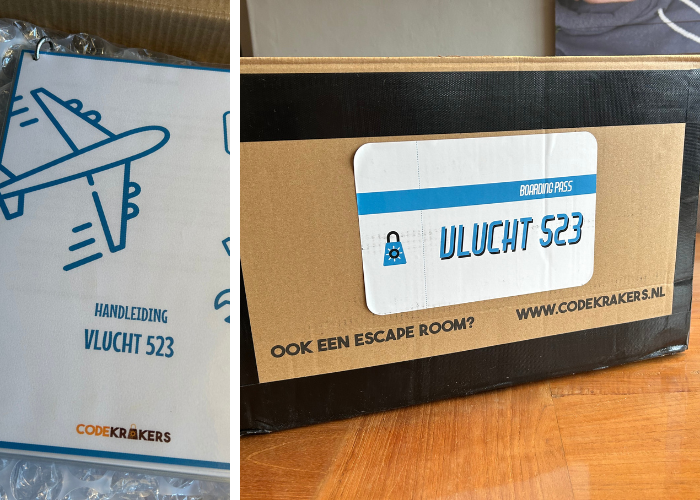 HANDLEIDING
VLUCHT 523
CODEKRAKERS
BOARDING PASS
VLUCHT 523
OOK EEN ESCAPE ROOM?
WWW.CODEKRAKERS.NL